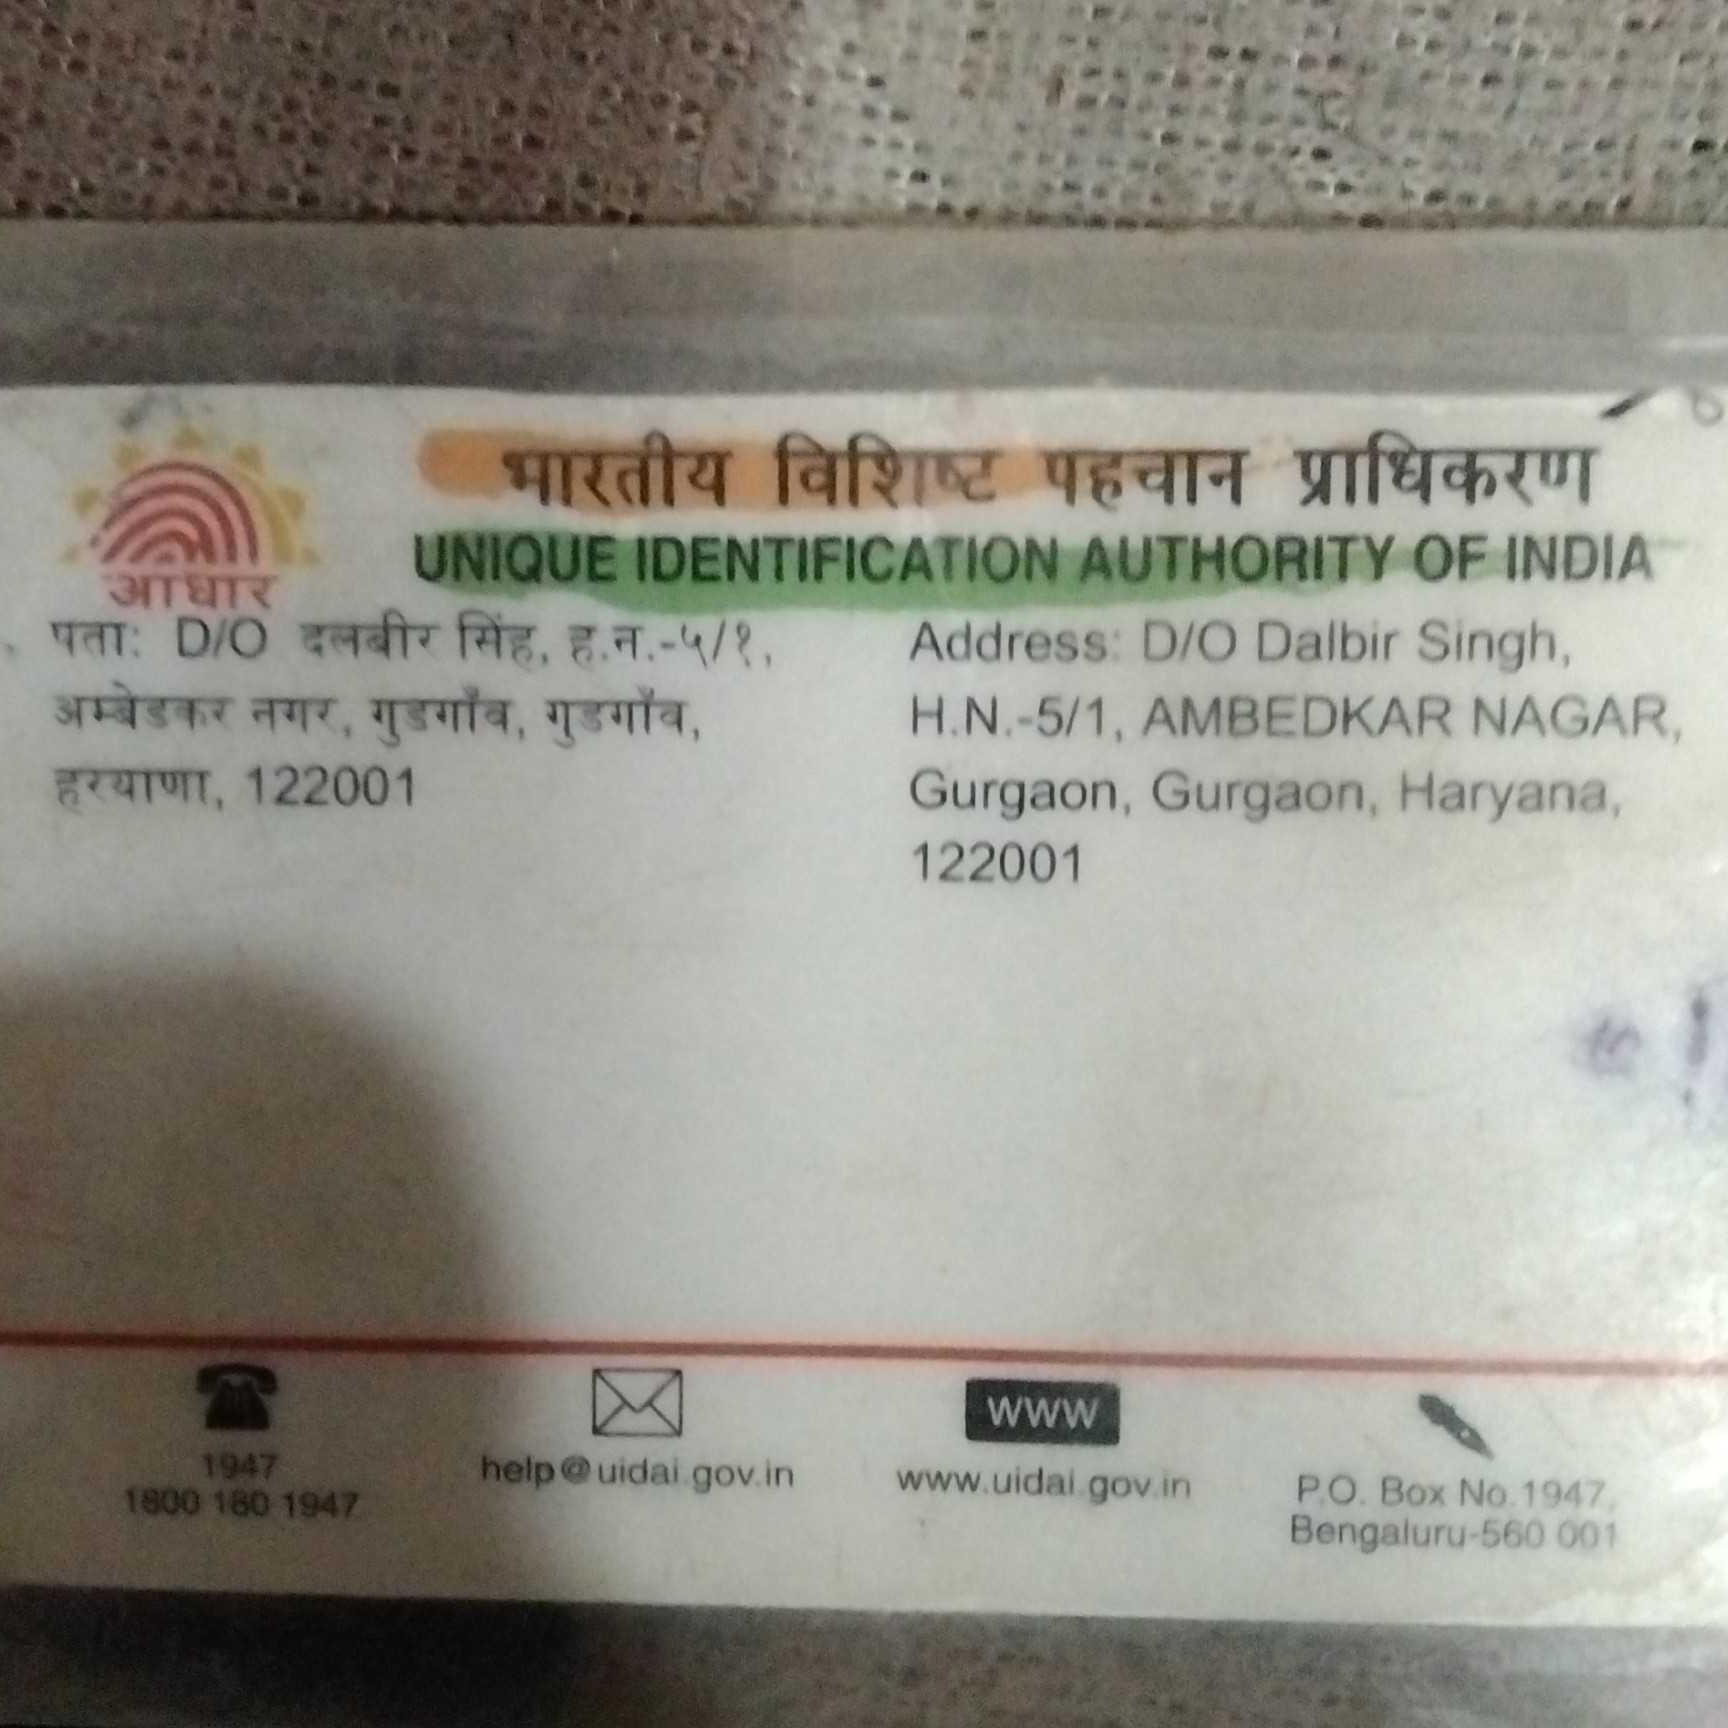 भारतीय विशिष्ट पहचान प्राधिकरण
UNIQUE IDENTIFICATION AUTHORITY OF INDIA
आधार
पता: D/O दलबीर सिंह, ह.न.-५/१,
अम्बेडकर नगर, गुडगाँव, गुडगाँव,
हरयाणा, 122001
Address: D/O Dalbir Singh,
H.N.-5/1, AMBEDKAR NAGAR,
Gurgaon, Gurgaon, Haryana,
122001
1947
1800 180 1947
help@uidai.gov.in
www
www.uidai.gov.in
P.O. Box No.1947,
Bengaluru-560 001